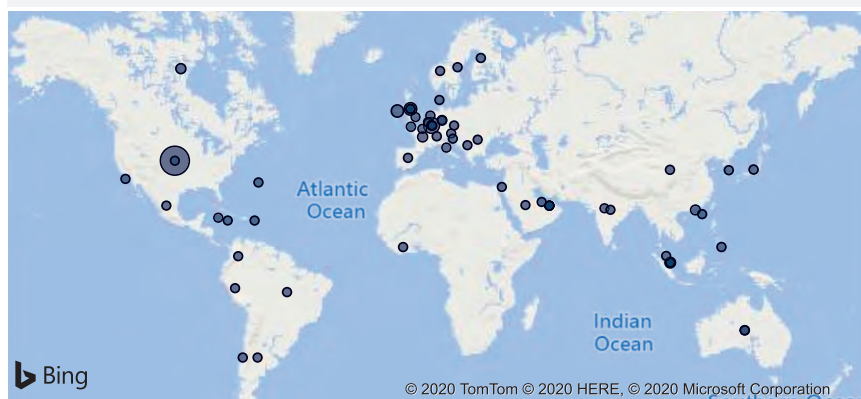 Atlantic
Ocean
Indian
Ocean
Bing
© 2020 TomTom © 2020 HERE, © 2020 Microsoft Corporation